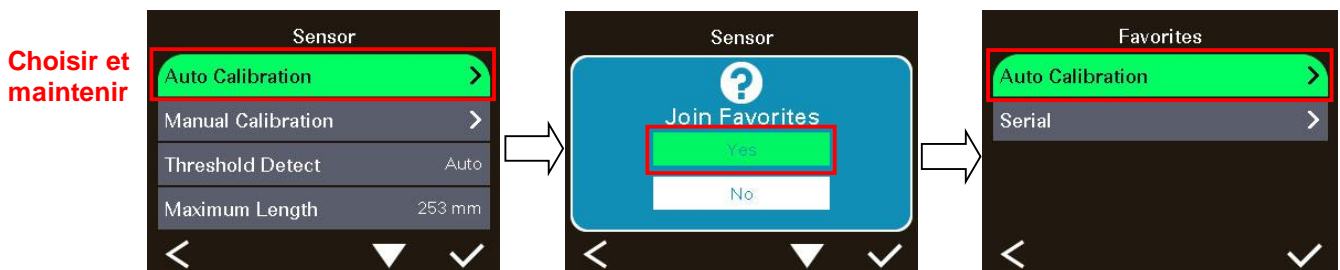 Choisir et
maintenir
Sensor
Auto Calibration
Manual Calibration
Threshold Detect Auto
Maximum Length 253 mm
Sensor
?
Join Favorites
Yes
No
Favorites
Auto Calibration
Serial